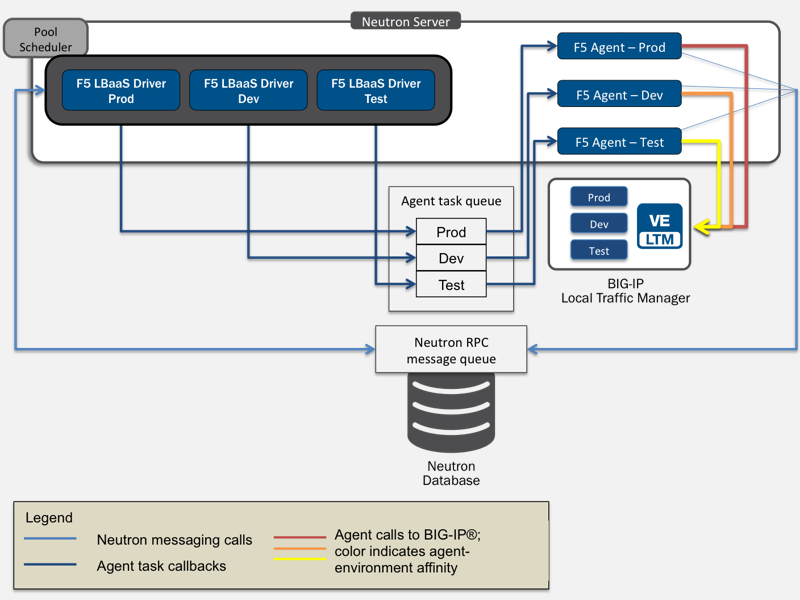 Neutron Server
Pool
Scheduler
F5 LBaaS Driver
Prod
F5 LBaaS Driver
Dev
F5 LBaaS Driver
Test
F5 Agent – Prod
F5 Agent – Dev
F5 Agent – Test
Agent task queue
Prod
Dev
Test
Prod
Dev
Test
VE
LTM
BIG-IP
Local Traffic Manager
Neutron RPC
message queue
Neutron
Database
Legend
Neutron messaging calls
Agent task callbacks
Agent calls to BIG-IP®;
color indicates agent-
environment affinity